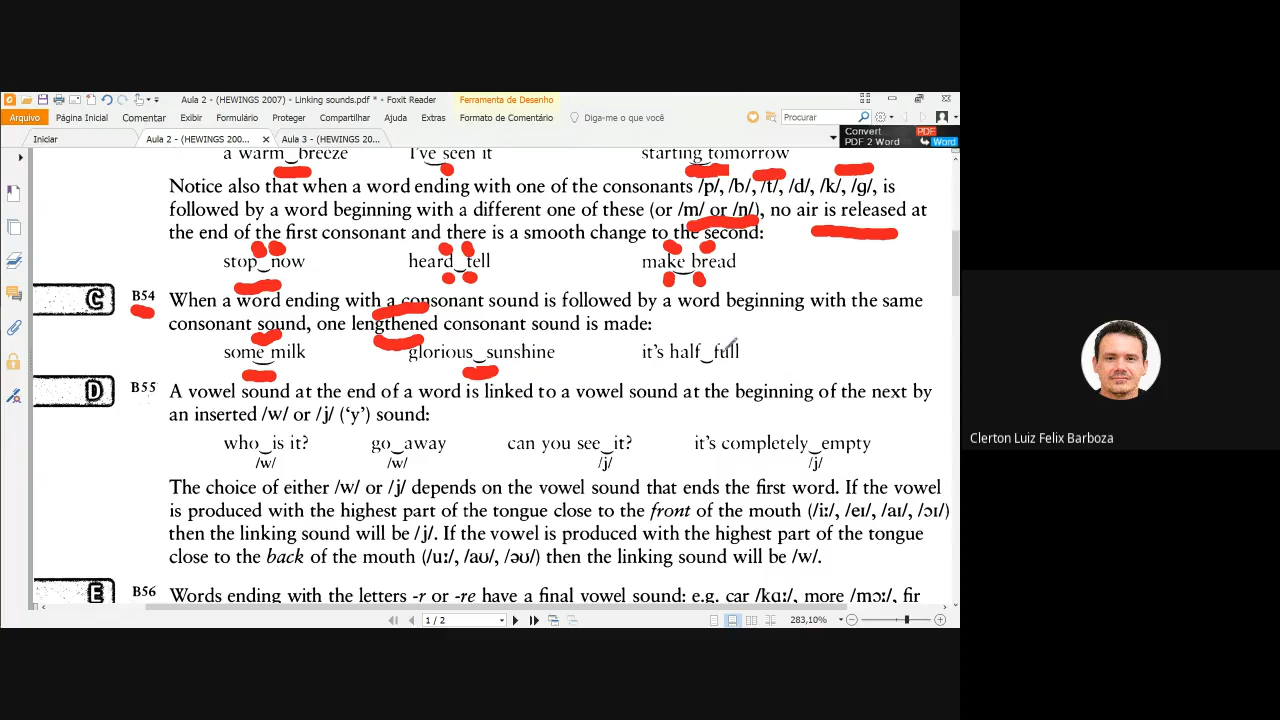 Aula 2 - (HEWINGS 2007) - Linking sounds.pdf * - Foxit Reader
Ferramenta de Desenho
Arquivo Página Inicial Comentar Exibir Formulário Proteger Compartilhar Ajuda Extras Formato de Comentário Diga-me o que você Procurar
Iniciar Aula 2 - (HEWINGS 200... Aula 3 - (HEWINGS 20...
Convert PDF
PDF 2 Word Word
a warm‿breeze I've‿seen it starting‿tomorrow
Notice also that when a word ending with one of the consonants /p/, /b/, /t/, /d/, /k/, /g/, is
followed by a word beginning with a different one of these (or /m/ or /n/), no air is released at
the end of the first consonant and there is a smooth change to the second:
stop‿now heard‿tell make‿bread
C B54 When a word ending with a consonant sound is followed by a word beginning with the same
consonant sound, one lengthened consonant sound is made:
some‿milk glorious‿sunshine it's half‿full
D B55 A vowel sound at the end of a word is linked to a vowel sound at the beginning of the next by
an inserted /w/ or /j/ ('y') sound:
who‿is it? go‿away can you see‿it? it's completely‿empty
/w/ /w/ /j/ /j/
The choice of either /w/ or /j/ depends on the vowel sound that ends the first word. If the vowel
is produced with the highest part of the tongue close to the front of the mouth (/iː/, /eɪ/, /aɪ/, /ɔɪ/)
then the linking sound will be /j/. If the vowel is produced with the highest part of the tongue
close to the back of the mouth (/uː/, /aʊ/, /əʊ/) then the linking sound will be /w/.
E B56 Words ending with the letters -r or -re have a final vowel sound: e.g. car /kɑː/, more /mɔː/, fir
1 / 2 283,10%
Clerton Luiz Felix Barboza